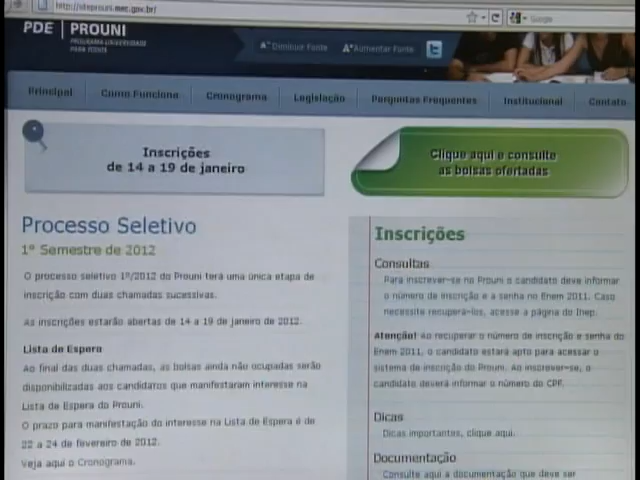 http://siteprouni.mec.gov.br/
Google
PDE | PROUNI
PROGRAMA UNIVERSIDADE
PARA TODOS
A- Diminuir Fonte
A+ Aumentar Fonte
Principal
Como Funciona
Cronograma
Legislação
Perguntas Frequentes
Institucional
Contato
Inscrições
de 14 a 19 de janeiro
Clique aqui e consulte
as bolsas ofertadas
Processo Seletivo
1º Semestre de 2012
O processo seletivo 1º/2012 do Prouni terá uma única etapa de
inscrição com duas chamadas sucessivas.
As inscrições estarão abertas de 14 a 19 de janeiro de 2012.
Lista de Espera
Ao final das duas chamadas, as bolsas ainda não ocupadas serão
disponibilizadas aos candidatos que manifestaram interesse na
Lista de Espera do Prouni.
O prazo para manifestação do interesse na Lista de Espera é de
22 a 24 de fevereiro de 2012.
Veja aqui o Cronograma.
Inscrições
Consultas
Para inscrever-se no Prouni o candidato deve informar
o número de inscrição e a senha no Enem 2011. Caso
necessite recuperá-los, acesse a página do Inep.
Atenção! Ao recuperar o número de inscrição e senha do
Enem 2011, o candidato estará apto para acessar o
sistema de inscrição do Prouni. Ao inscrever-se, o
candidato deverá informar o número do CPF.
Dicas
Dicas importantes, clique aqui.
Documentação
Consulte aqui a documentação que deve ser